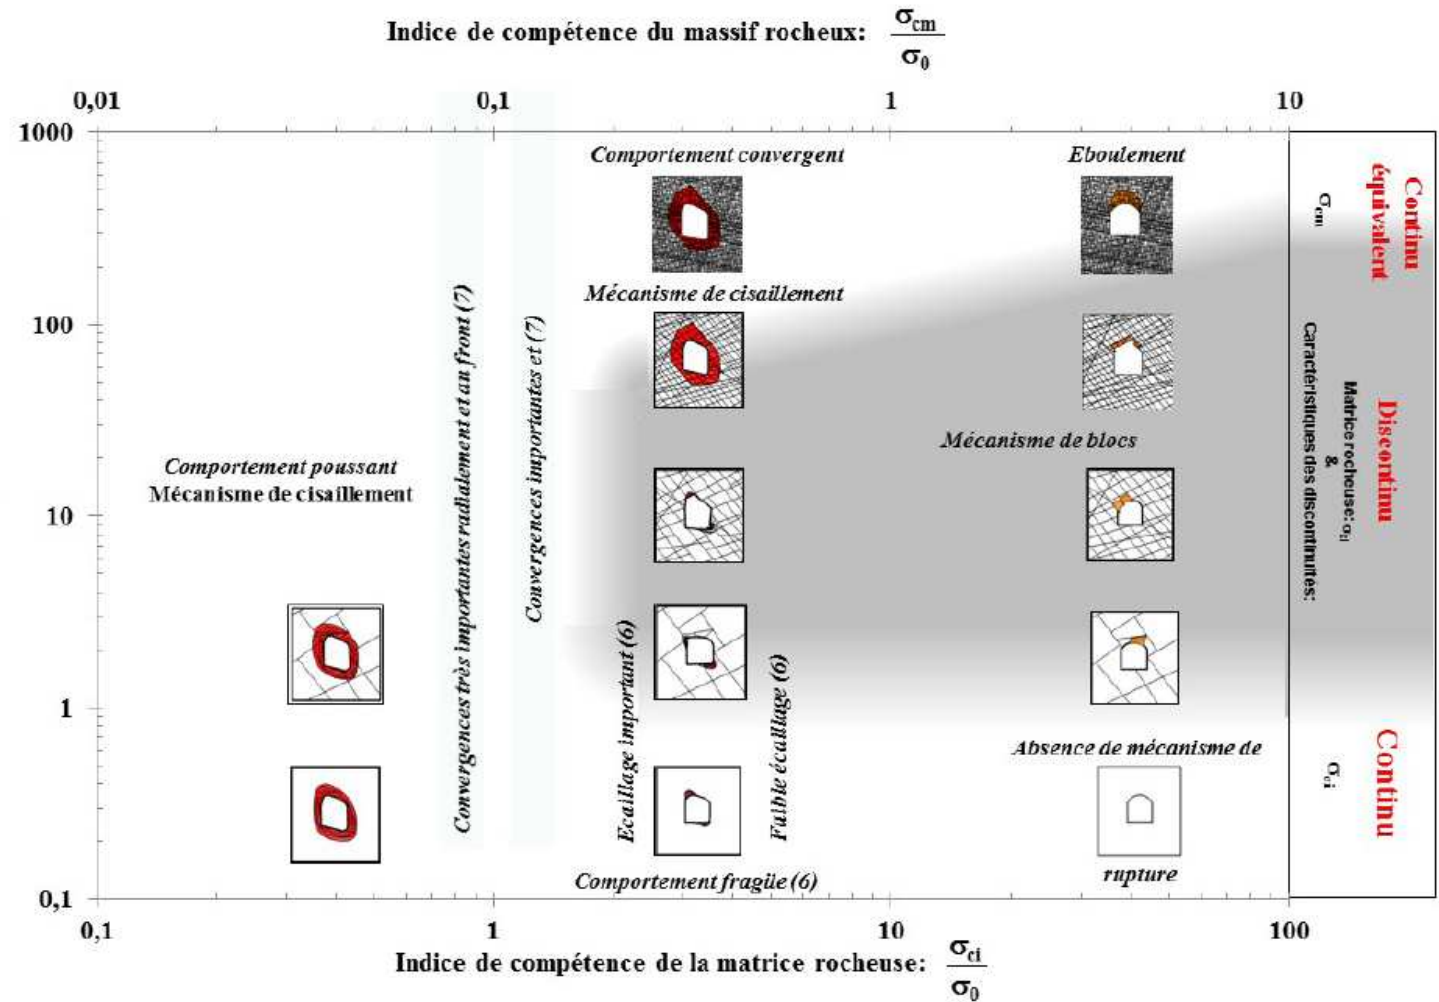 Indice de compétence du massif rocheux: σcm/σ0
0,01 0,1 1 10
1000
100
10
1
0,1
Comportement convergent
Eboulement
Mécanisme de cisaillement
Comportement poussant
Mécanisme de cisaillement
Convergences très importantes radialement et au front (7)
Convergences importantes et (7)
Mécanisme de blocs
Ecaillage important (6)
Faible écaillage (6)
Absence de mécanisme de
rupture
Comportement fragile (6)
Continu
équivalent
σcm
Discontinu
Matrice rocheuse: σci
&
Caractéristiques des discontinuités:
Continu
σci
0,1 1 10 100
Indice de compétence de la matrice rocheuse: σci/σ0